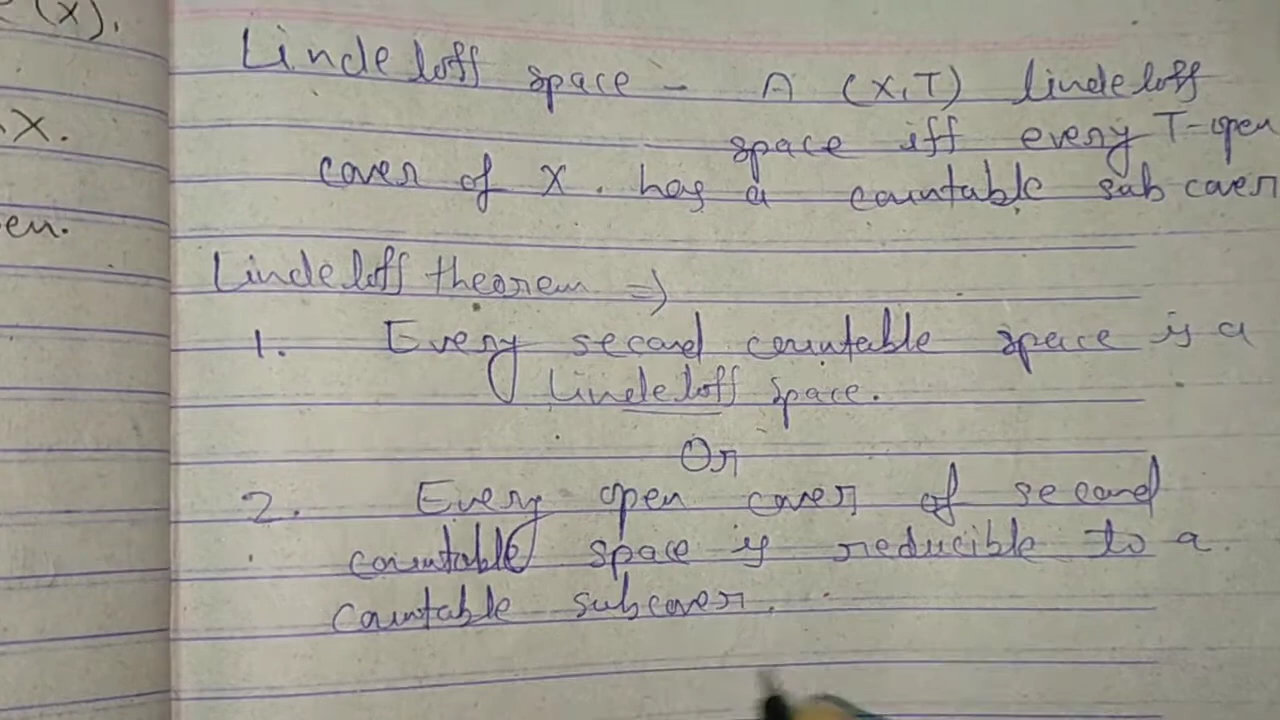 (X).
X.
en.
Lindeloff space - A (X,T) lindeloff
space iff every T-open
cover of X. has a countable sub cover
Lindeloff theorem ⇒
1. Every second countable space is a
Lindeloff space.
Or
2. Every open cover of second
countable space is reducible to a.
countable subcover.